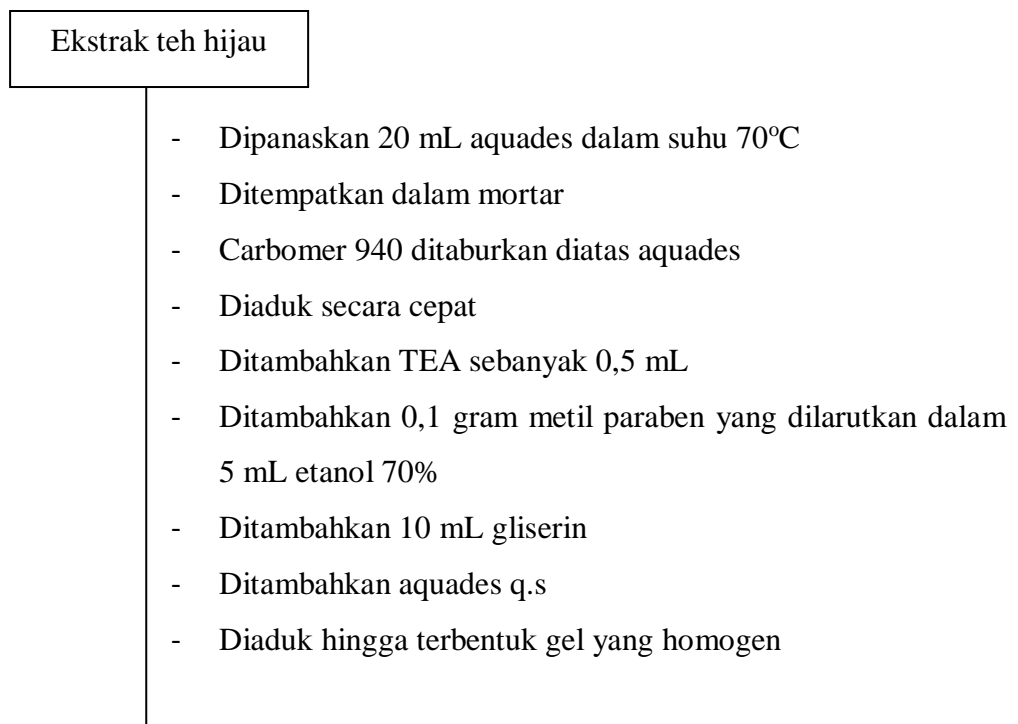 Ekstrak teh hijau
- Dipanaskan 20 mL aquades dalam suhu 70ºC
- Ditempatkan dalam mortar
- Carbomer 940 ditaburkan diatas aquades
- Diaduk secara cepat
- Ditambahkan TEA sebanyak 0,5 mL
- Ditambahkan 0,1 gram metil paraben yang dilarutkan dalam
5 mL etanol 70%
- Ditambahkan 10 mL gliserin
- Ditambahkan aquades q.s
- Diaduk hingga terbentuk gel yang homogen